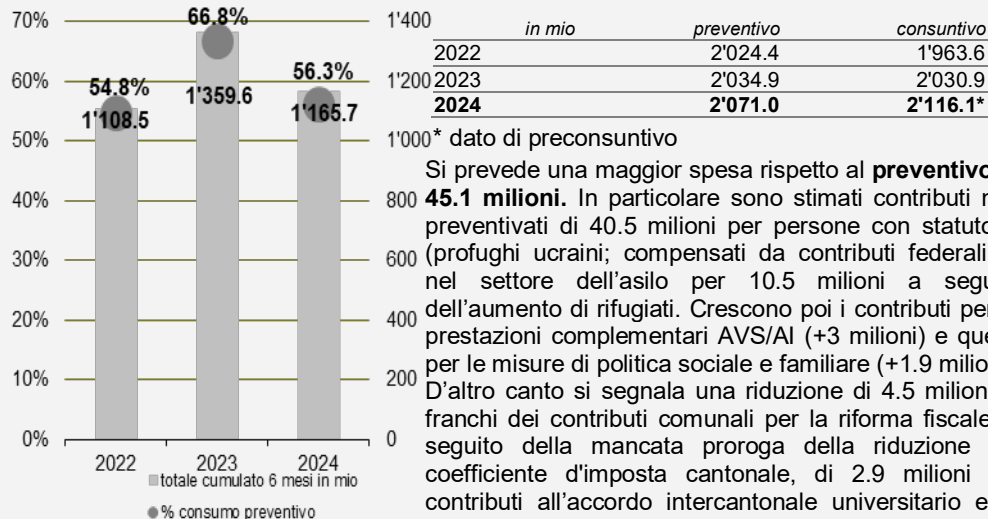 70%
60%
50%
40%
30%
20%
10%
0%
66.8%
54.8%
56.3%
1'359.6
1'108.5
1'165.7
1'400
1'200
1'000
800
600
400
200
0
2022 2023 2024
totale cumulato 6 mesi in mio
% consumo preventivo
in mio preventivo consuntivo
2022 2'024.4 1'963.6
2023 2'034.9 2'030.9
2024 2'071.0 2'116.1*
* dato di preconsuntivo
Si prevede una maggior spesa rispetto al preventivo
45.1 milioni. In particolare sono stimati contributi
preventivati di 40.5 milioni per persone con statuto
(profughi ucraini; compensati da contributi federali
nel settore dell'asilo per 10.5 milioni a
dell'aumento di rifugiati. Crescono poi i contributi per
prestazioni complementari AVS/AI (+3 milioni) e
per le misure di politica sociale e familiare (+1.9
D'altro canto si segnala una riduzione di 4.5
franchi dei contributi comunali per la riforma fiscale
seguito della mancata proroga della riduzione
coefficiente d'imposta cantonale, di 2.9 milioni
contributi all'accordo intercantonale universitario e